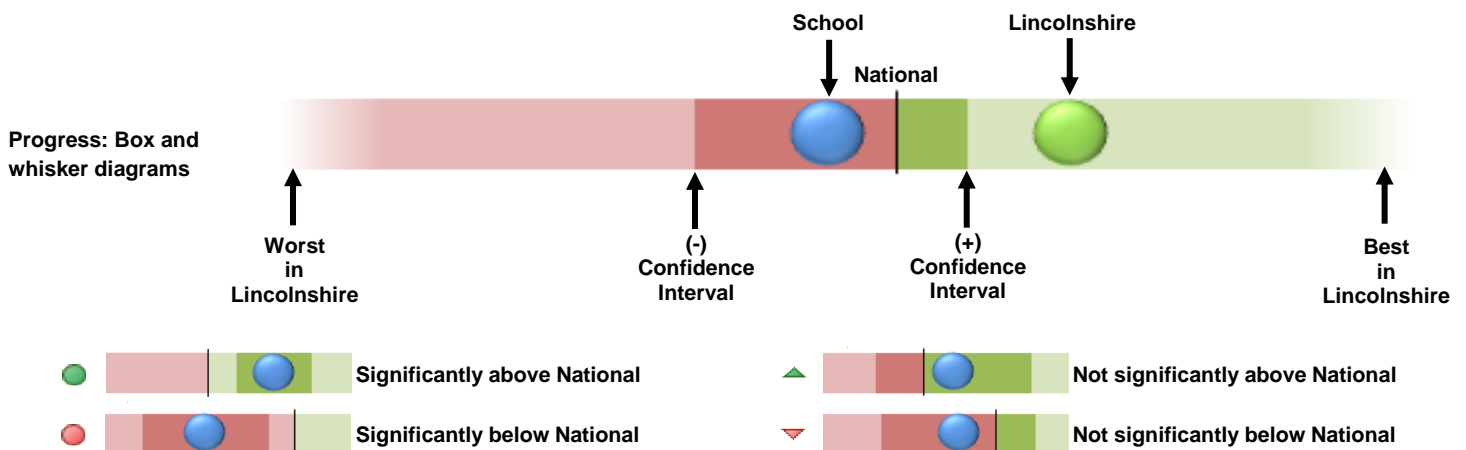 School
Lincolnshire
National
Progress: Box and
whisker diagrams
Worst
in
Lincolnshire
(-)
Confidence
Interval
(+)
Confidence
Interval
Best
in
Lincolnshire
Significantly above National
Not significantly above National
Significantly below National
Not significantly below National